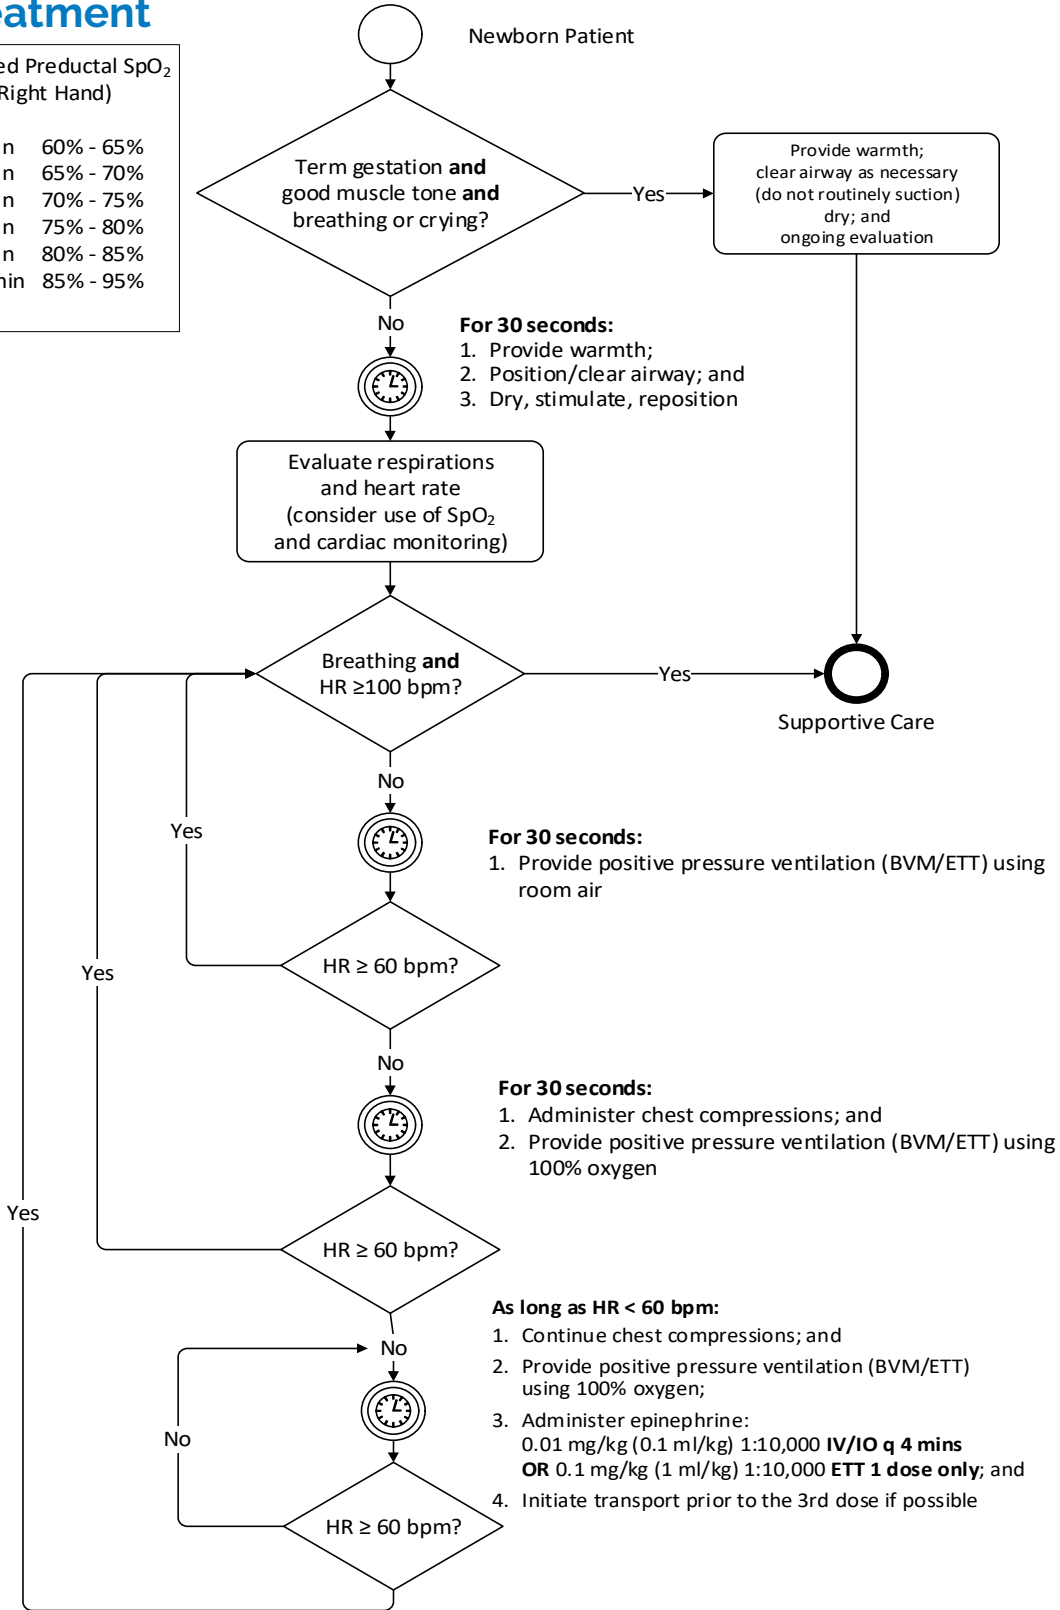 eatment
ed Preductal SpO₂
Right Hand)
n 60% - 65%
n 65% - 70%
n 70% - 75%
n 75% - 80%
n 80% - 85%
nin 85% - 95%
Newborn Patient
Term gestation and
good muscle tone and
breathing or crying?
Yes
Provide warmth;
clear airway as necessary
(do not routinely suction)
dry; and
ongoing evaluation
No
For 30 seconds:
1. Provide warmth;
2. Position/clear airway; and
3. Dry, stimulate, reposition
Evaluate respirations
and heart rate
(consider use of SpO₂
and cardiac monitoring)
Breathing and
HR ≥100 bpm?
Yes
Supportive Care
No
Yes
For 30 seconds:
1. Provide positive pressure ventilation (BVM/ETT) using
room air
HR ≥ 60 bpm?
Yes
No
For 30 seconds:
1. Administer chest compressions; and
2. Provide positive pressure ventilation (BVM/ETT) using
100% oxygen
Yes
HR ≥ 60 bpm?
No
As long as HR < 60 bpm:
1. Continue chest compressions; and
2. Provide positive pressure ventilation (BVM/ETT)
using 100% oxygen;
3. Administer epinephrine:
0.01 mg/kg (0.1 ml/kg) 1:10,000 IV/IO q 4 mins
OR 0.1 mg/kg (1 ml/kg) 1:10,000 ETT 1 dose only; and
4. Initiate transport prior to the 3rd dose if possible
No
HR ≥ 60 bpm?